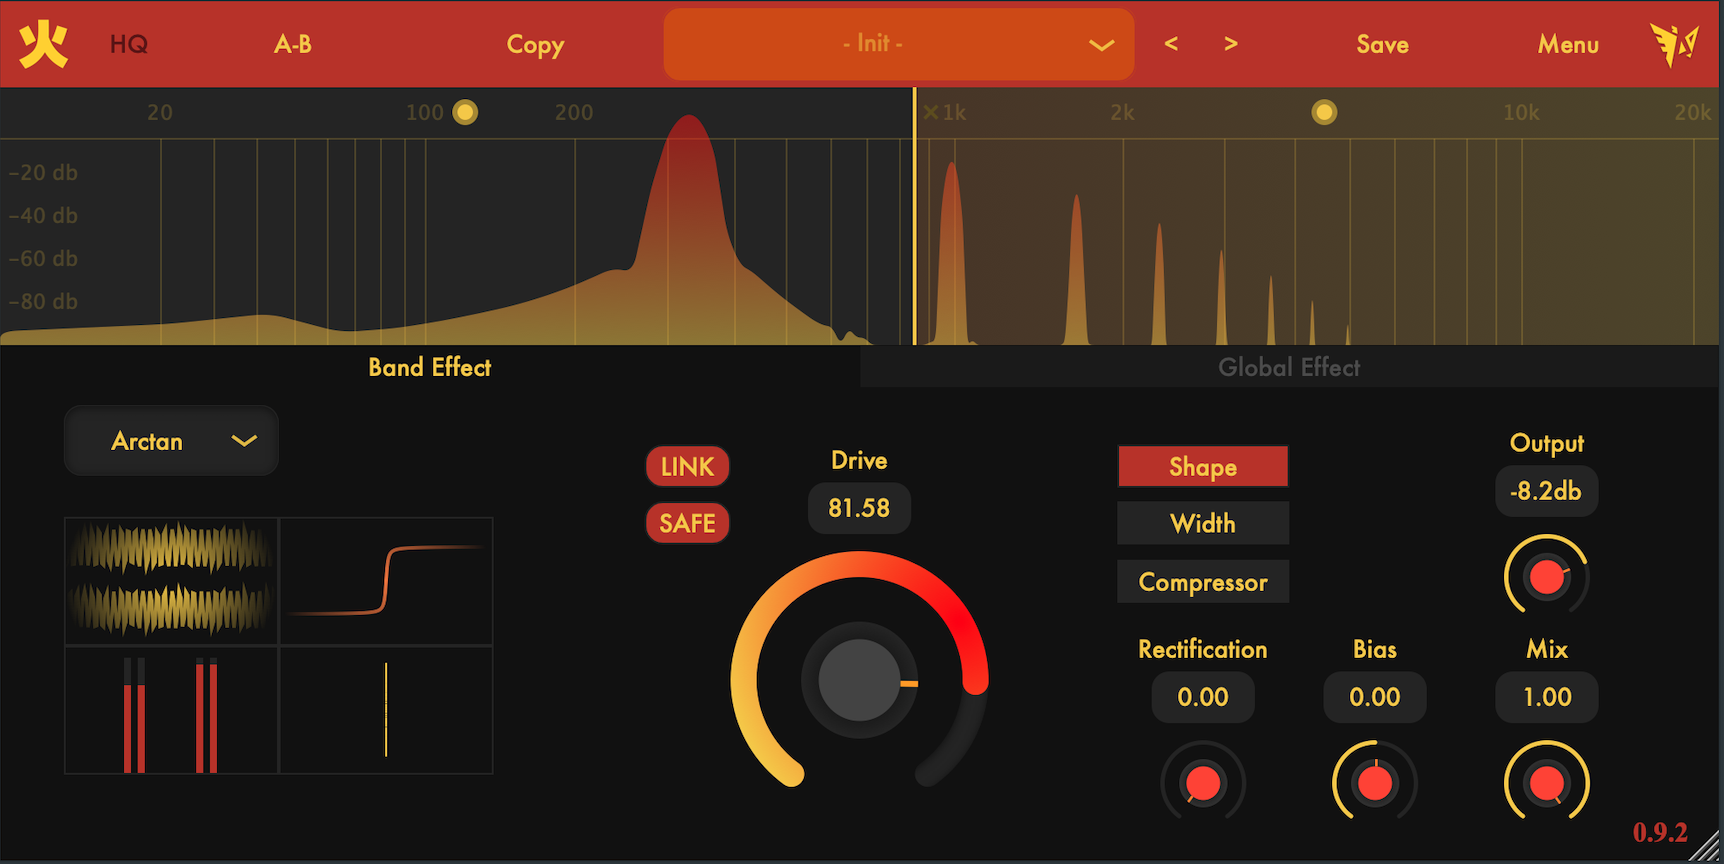 火 HQ A-B Copy - Init - < > Save Menu
20 100 200 ×1k 2k 10k 20k
-20 db
-40 db
-60 db
-80 db
Band Effect Global Effect
Arctan
LINK
SAFE
Drive
81.58
Shape
Width
Compressor
Output
-8.2db
Rectification Bias Mix
0.00 0.00 1.00
0.9.2